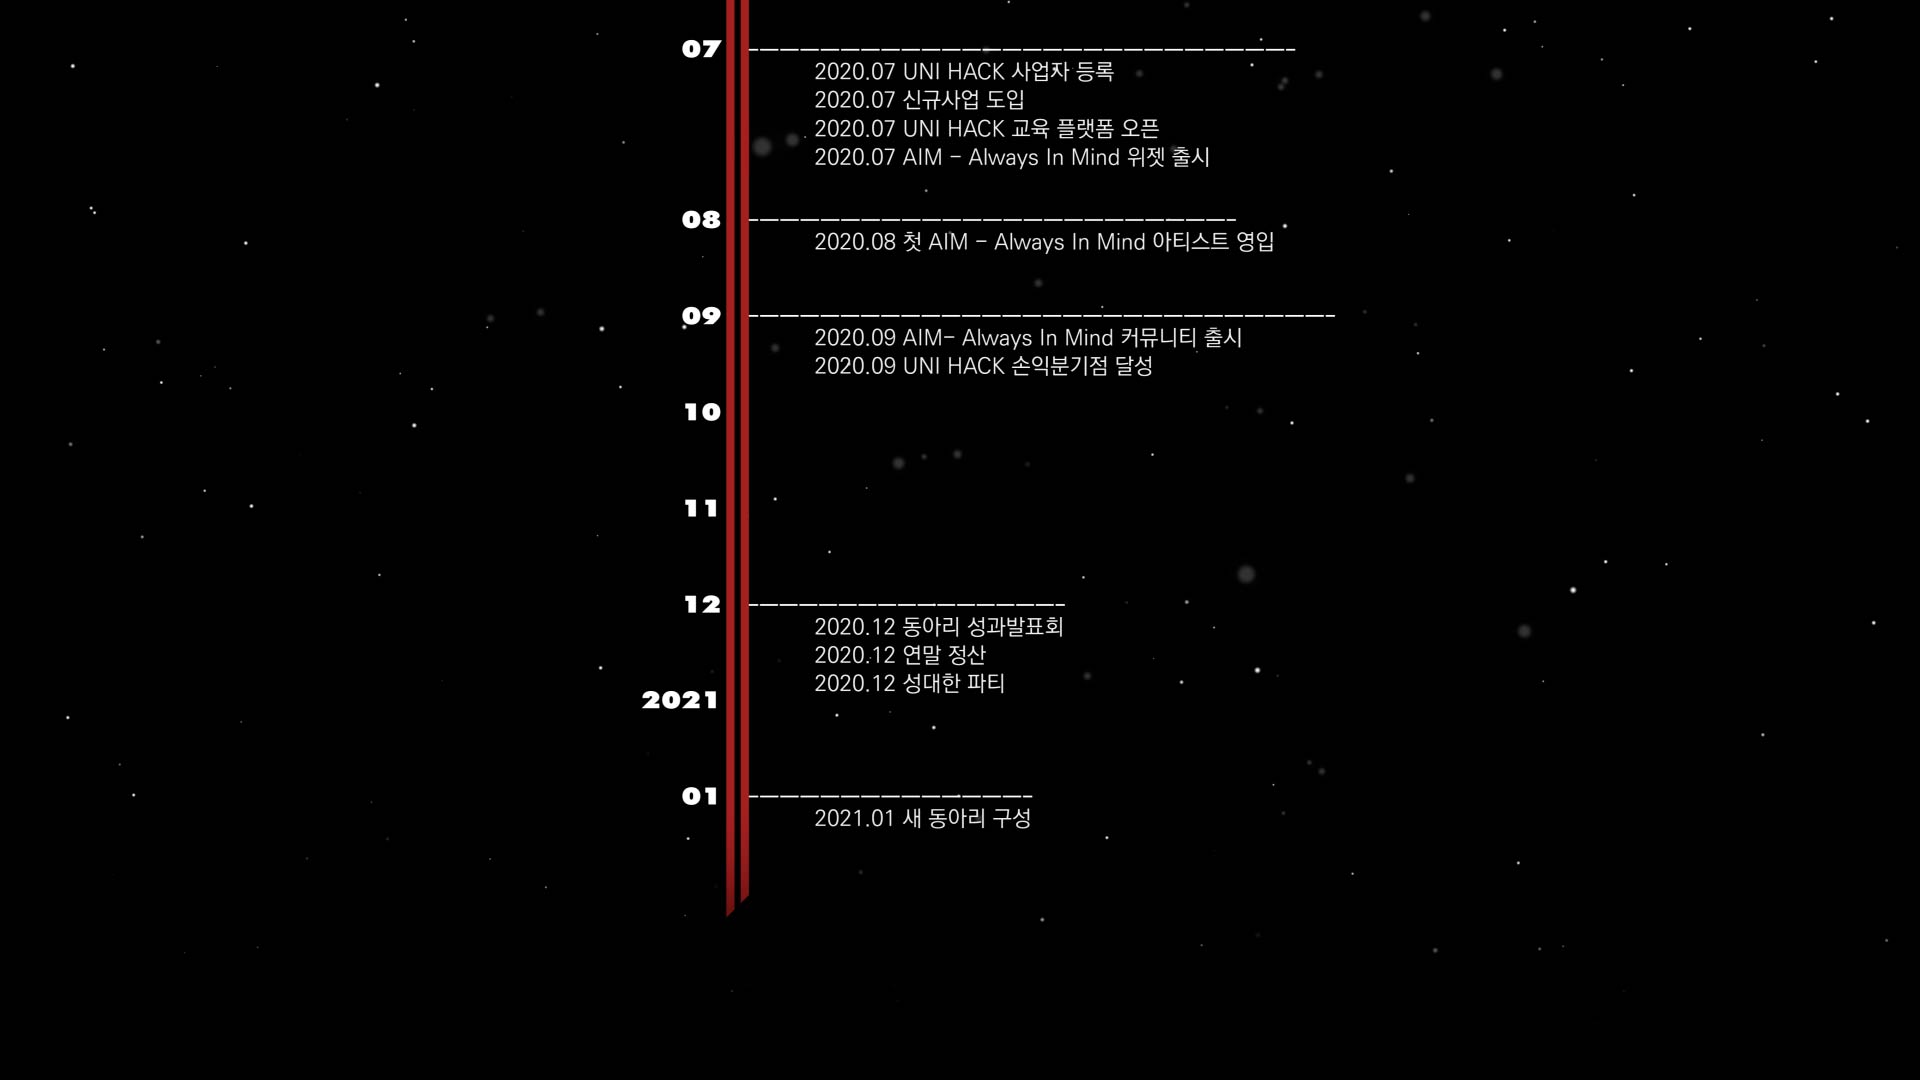 07
2020.07 UNI HACK 사업자 등록
2020.07 신규사업 도입
2020.07 UNI HACK 교육 플랫폼 오픈
2020.07 AIM - Always In Mind 위젯 출시
08
2020.08 첫 AIM - Always In Mind 아티스트 영입
09
2020.09 AIM- Always In Mind 커뮤니티 출시
2020.09 UNI HACK 손익분기점 달성
10
11
12
2020.12 동아리 성과발표회
2020.12 연말 정산
2020.12 성대한 파티
2021
01
2021.01 새 동아리 구성